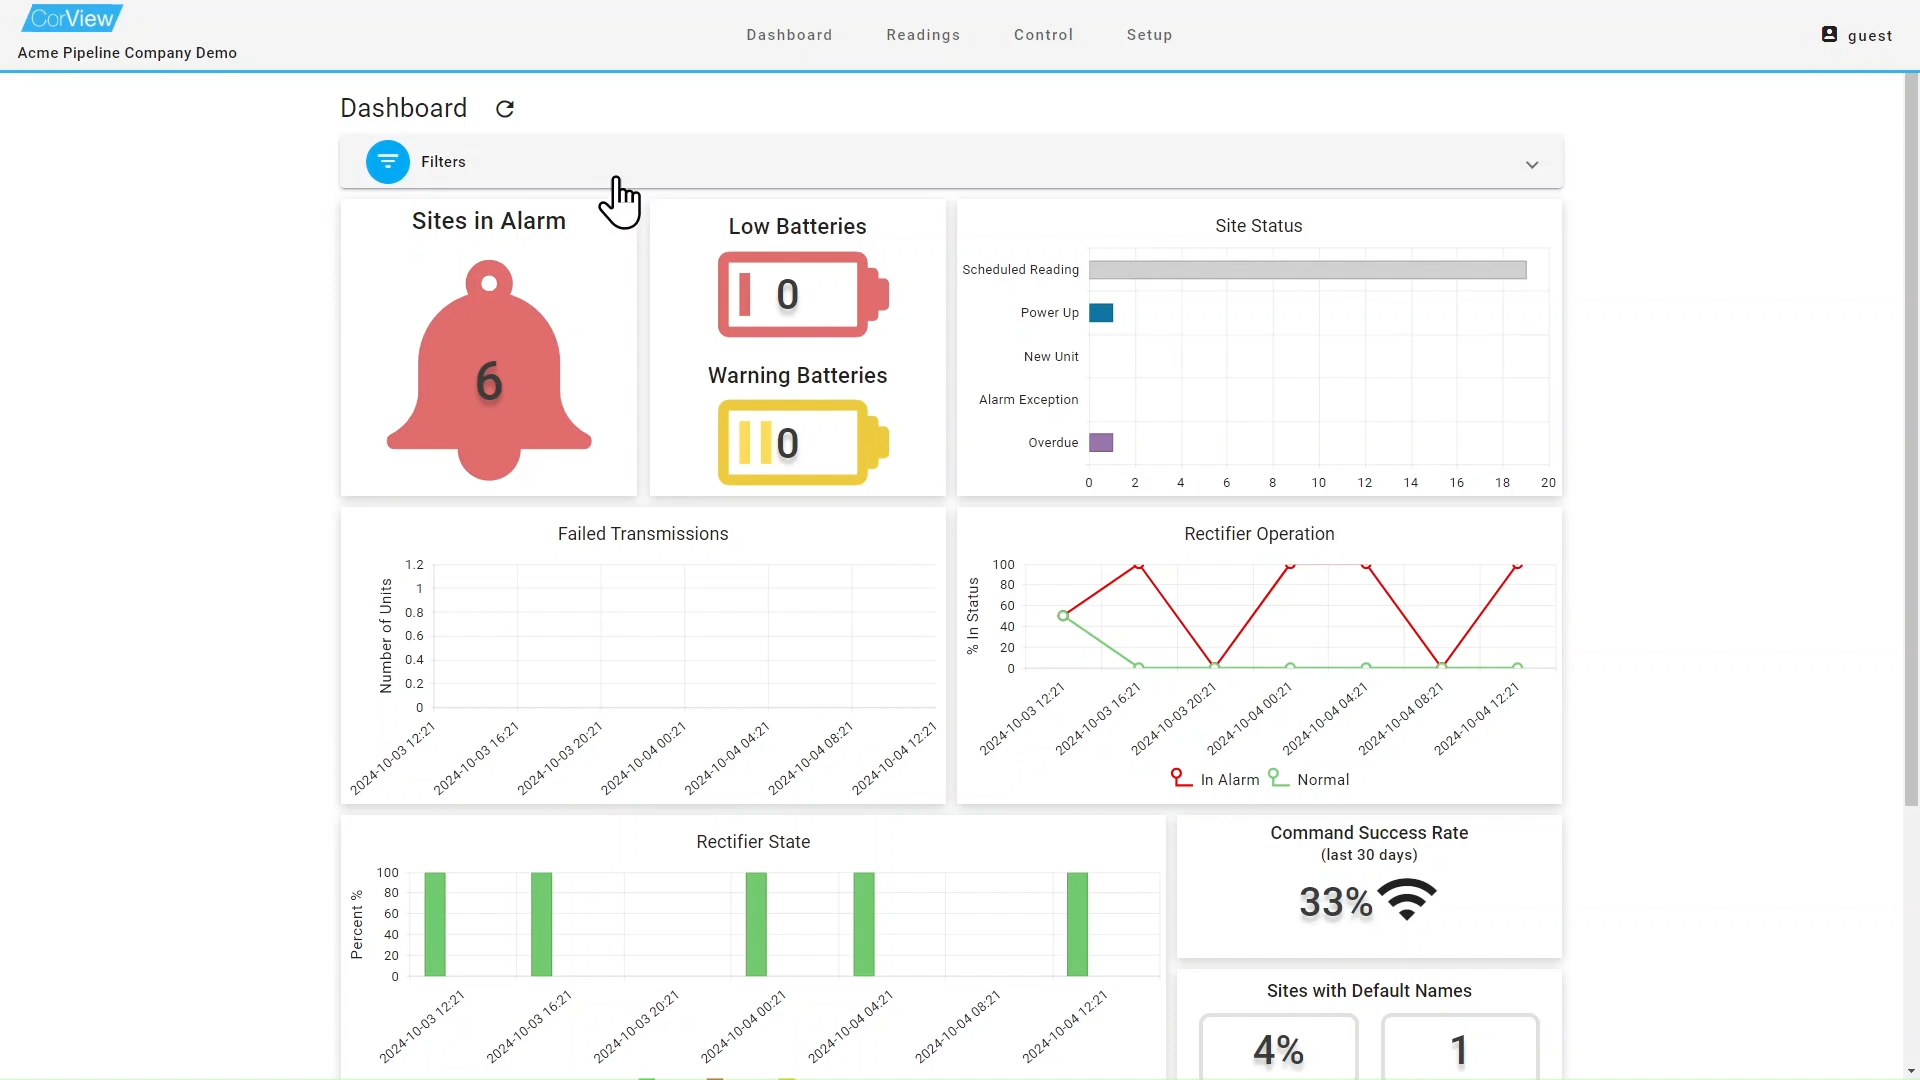 CorView
Acme Pipeline Company Demo
Dashboard
Readings
Control
Setup
guest
Dashboard
Filters
Sites in Alarm
6
Low Batteries
0
Warning Batteries
0
Site Status
Scheduled Reading
Power Up
New Unit
Alarm Exception
Overdue
0 2 4 6 8 10 12 14 16 18 20
Failed Transmissions
Number of Units
1.2
1
0.8
0.6
0.4
0.2
0
2024-10-03 12:21
2024-10-03 16:21
2024-10-03 20:21
2024-10-04 00:21
2024-10-04 04:21
2024-10-04 08:21
2024-10-04 12:21
Rectifier Operation
% In Status
100
80
60
40
20
0
2024-10-03 12:21
2024-10-03 16:21
2024-10-03 20:21
2024-10-04 00:21
2024-10-04 04:21
2024-10-04 08:21
2024-10-04 12:21
In Alarm
Normal
Rectifier State
Percent %
100
80
60
40
20
0
2024-10-03 12:21
2024-10-03 16:21
2024-10-03 20:21
2024-10-04 00:21
2024-10-04 04:21
2024-10-04 08:21
2024-10-04 12:21
Command Success Rate
(last 30 days)
33%
Sites with Default Names
4%
1